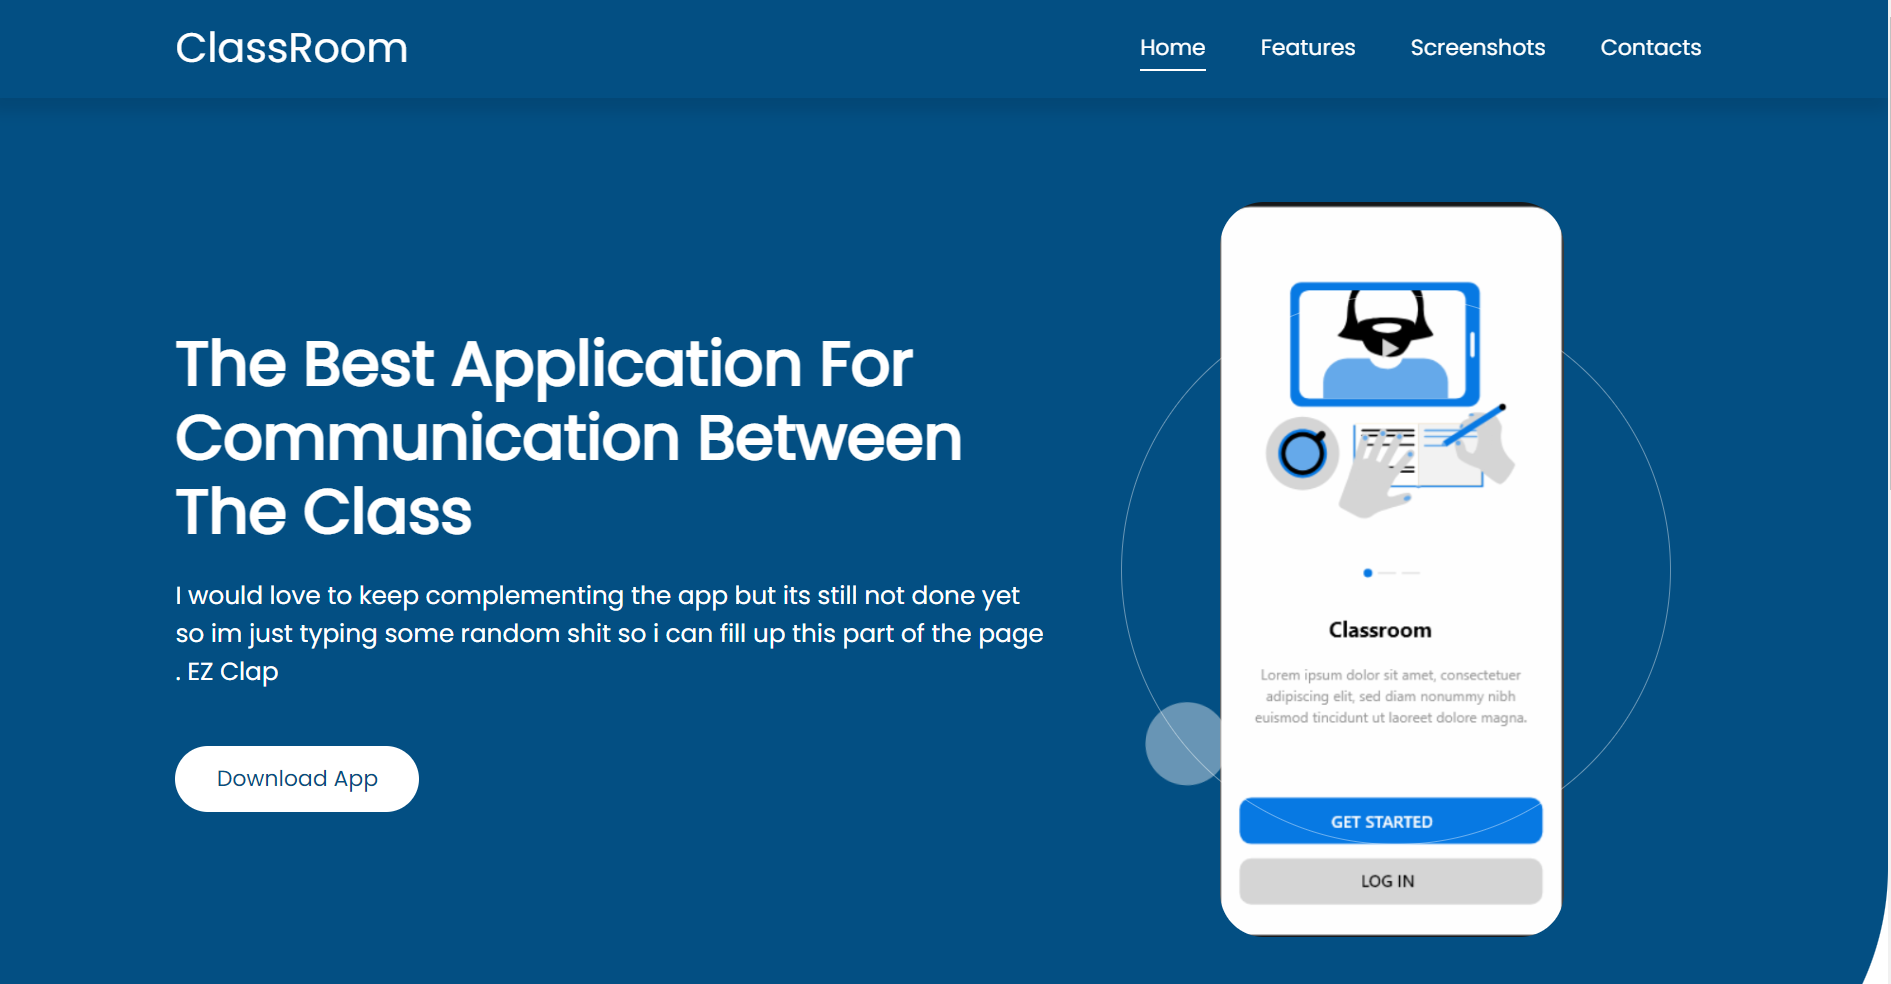 ClassRoom
Home
Features
Screenshots
Contacts
The Best Application For
Communication Between
The Class
I would love to keep complementing the app but its still not done yet
so im just typing some random shit so i can fill up this part of the page
. EZ Clap
Download App
Classroom
Lorem ipsum dolor sit amet, consectetuer
adipiscing elit, sed diam nonummy nibh
euismod tincidunt ut laoreet dolore magna.
GET STARTED
LOG IN